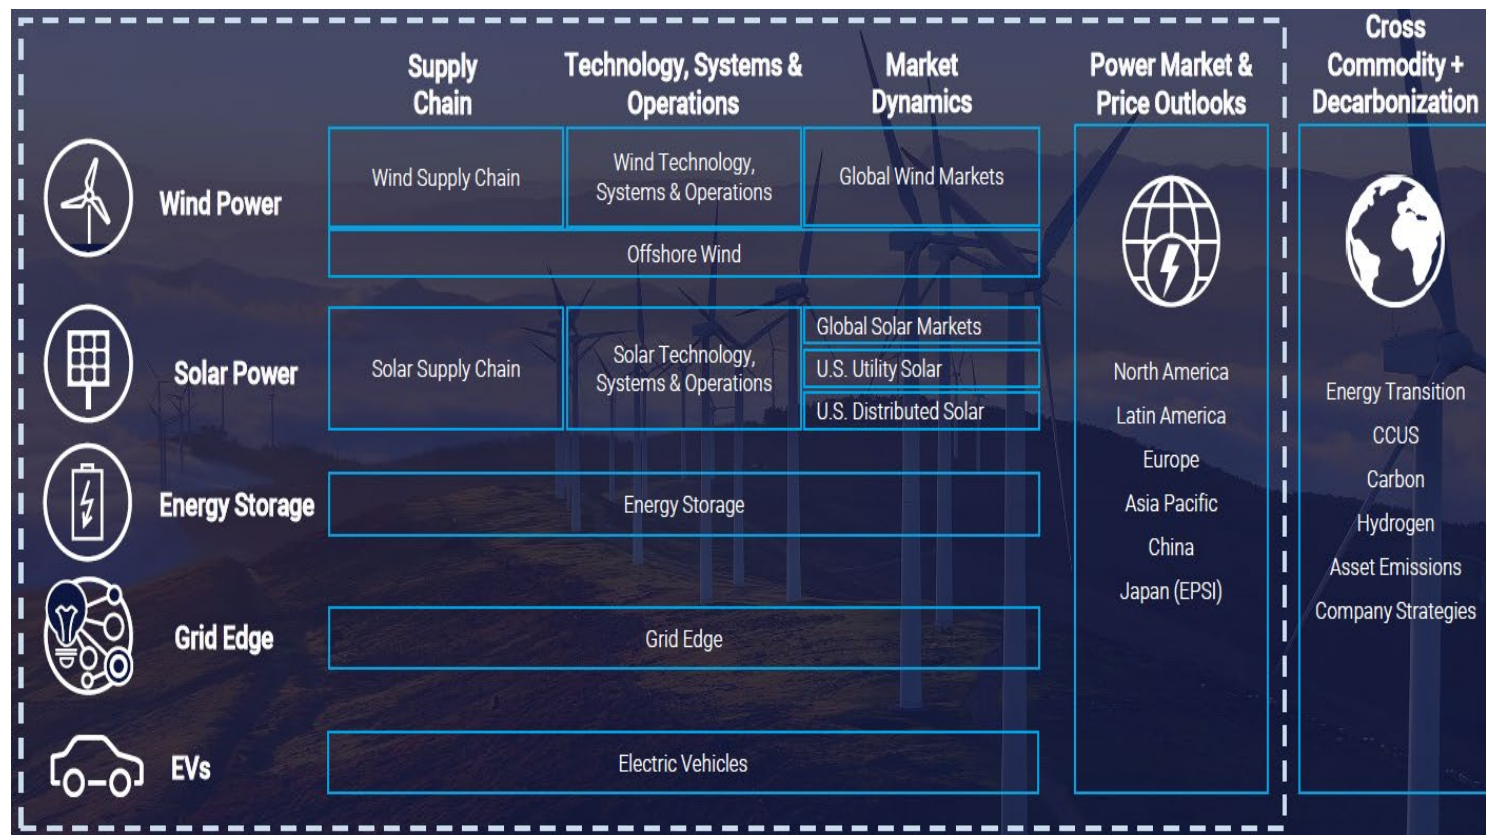 Supply
Chain
Technology, Systems &
Operations
Market
Dynamics
Power Market &
Price Outlooks
Cross
Commodity +
Decarbonization
Wind Power
Wind Supply Chain
Wind Technology,
Systems & Operations
Global Wind Markets
Offshore Wind
Solar Power
Solar Supply Chain
Solar Technology,
Systems & Operations
Global Solar Markets
U.S. Utility Solar
U.S. Distributed Solar
Energy Storage
Energy Storage
Grid Edge
Grid Edge
EVs
Electric Vehicles
North America
Latin America
Europe
Asia Pacific
China
Japan (EPSI)
Energy Transition
CCUS
Carbon
Hydrogen
Asset Emissions
Company Strategies